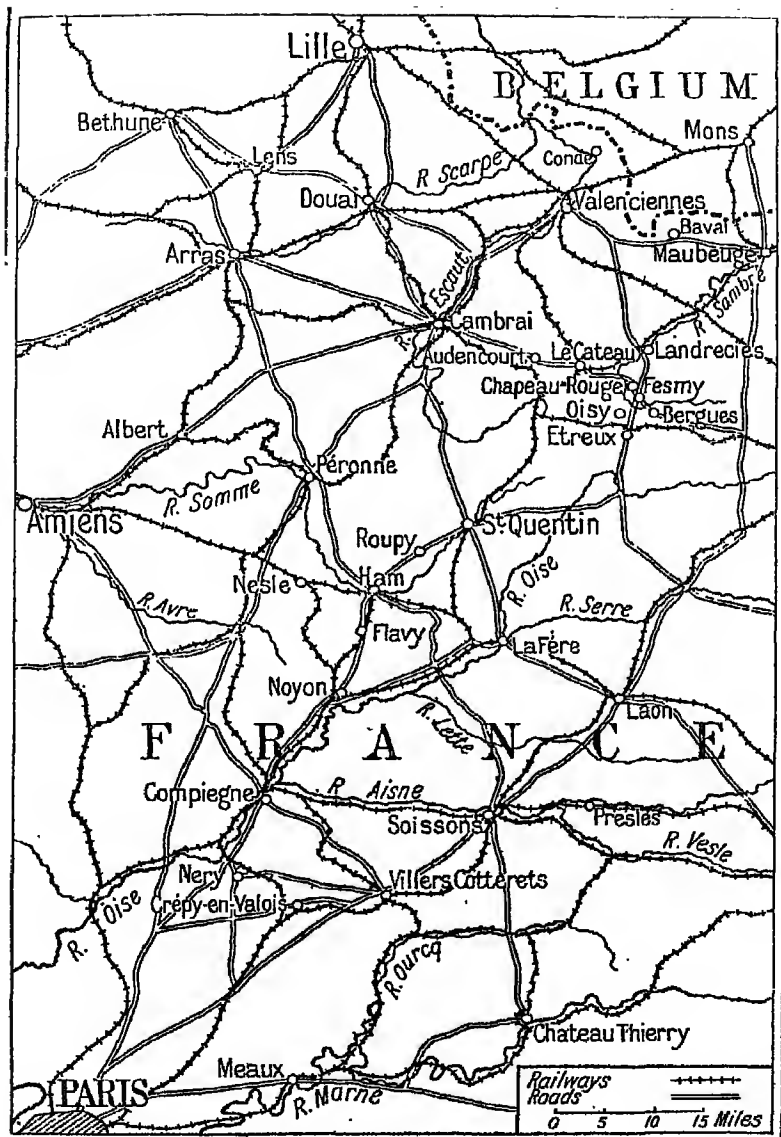 Lille
BELGIUM
Bethune
Mons
Lens
R Scarpe
Condé
Douai
Valenciennes
Bavai
Arras
Maubeuge
R. Escaut
R Sambre
Cambrai
Audencourt
Le Cateau
Landrecies
Chapeau Rouge
Fesmy
Oisy
Bergues
Albert
Etreux
Péronne
R. Somme
Amiens
St Quentin
Roupy
Nesle
Ham
R. Oise
R. Avre
R. Serre
Flavy
La Fére
Noyon
Laon
R. Lette
FRANCE
Compiegne
R Aisne
Soissons
Presles
R. Vesle
Nery
Villers Cotterets
Crépy-en-Valois
R. Oise
R. Ourcq
Chateau Thierry
Meaux
R. Marne
PARIS
Railways
Roads
0 5 10 15 Miles